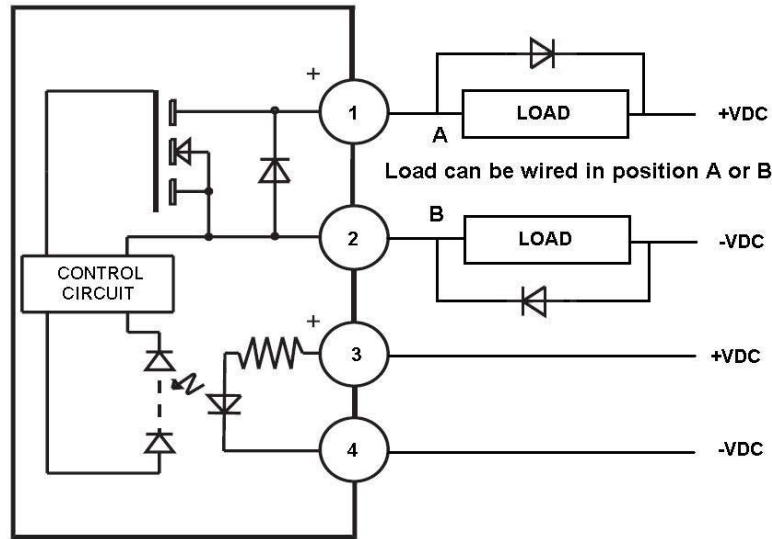 +
1
LOAD
+VDC
A
Load can be wired in position A or B
B
2
LOAD
-VDC
CONTROL
CIRCUIT
+
3
+VDC
4
-VDC